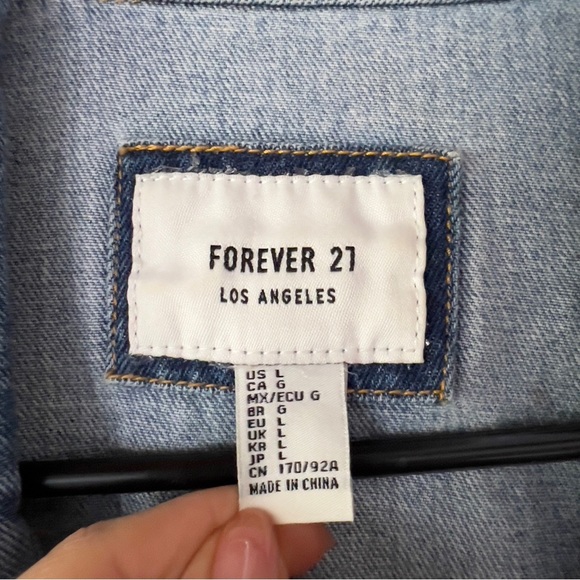 FOREVER 21
LOS ANGELES
US L
CA G
MX/ECU G
BR G
EU L
UK L
KR L
JP L
CN 170/92A
MADE IN CHINA